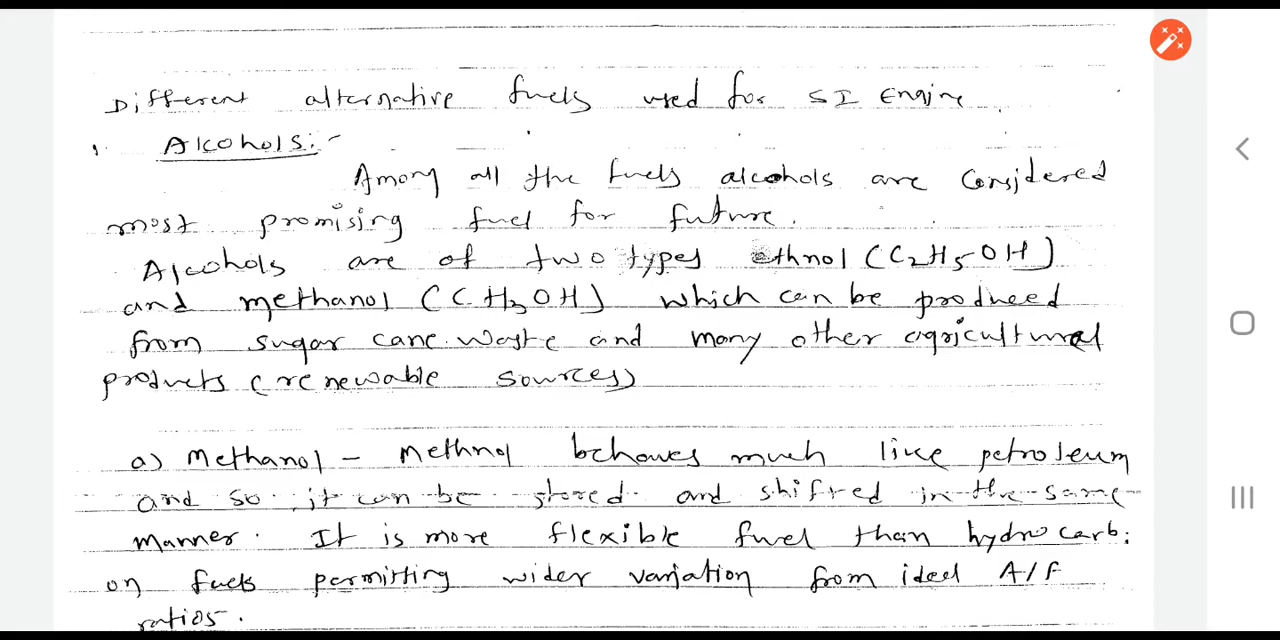 Different alternative fuels used for SI Engine
1. Alcohols:-
Among all the fuels alcohols are considered
most promising fuel for future.
Alcohols are of two types ethnol (C2H5OH)
and methanol (CH3OH) which can be produced
from sugar cane waste and many other agricultural
products (renewable sources)
a) Methanol - Methnol behaves much like petroleum
and so it can be stored and shifted in the same
manner. It is more flexible fuel than hydrocarb:
on fuels permitting wider variation from ideal A/F
ratios.